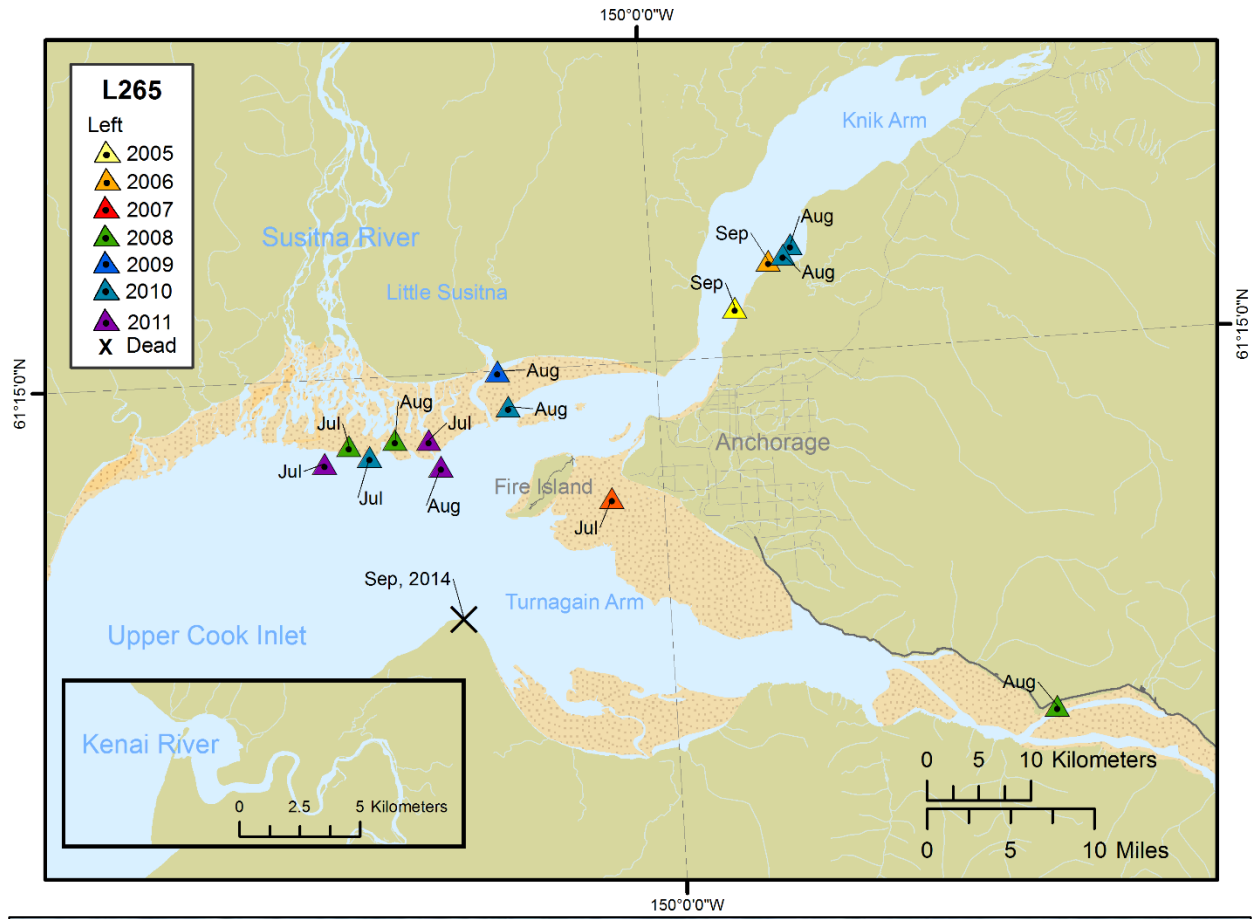 150°0'0"W
L265
Left
2005
2006
2007
2008
2009
2010
2011
X Dead
Knik Arm
Aug
Sep
Aug
Sep
Susitna River
Little Susitna
61°15'0"N
61°15'0"N
Aug
Aug
Aug
Jul
Jul
Anchorage
Jul
Jul
Aug
Fire Island
Jul
Sep, 2014
Turnagain Arm
Upper Cook Inlet
Aug
Kenai River
0 2.5 5 Kilometers
0 5 10 Kilometers
0 5 10 Miles
150°0'0"W